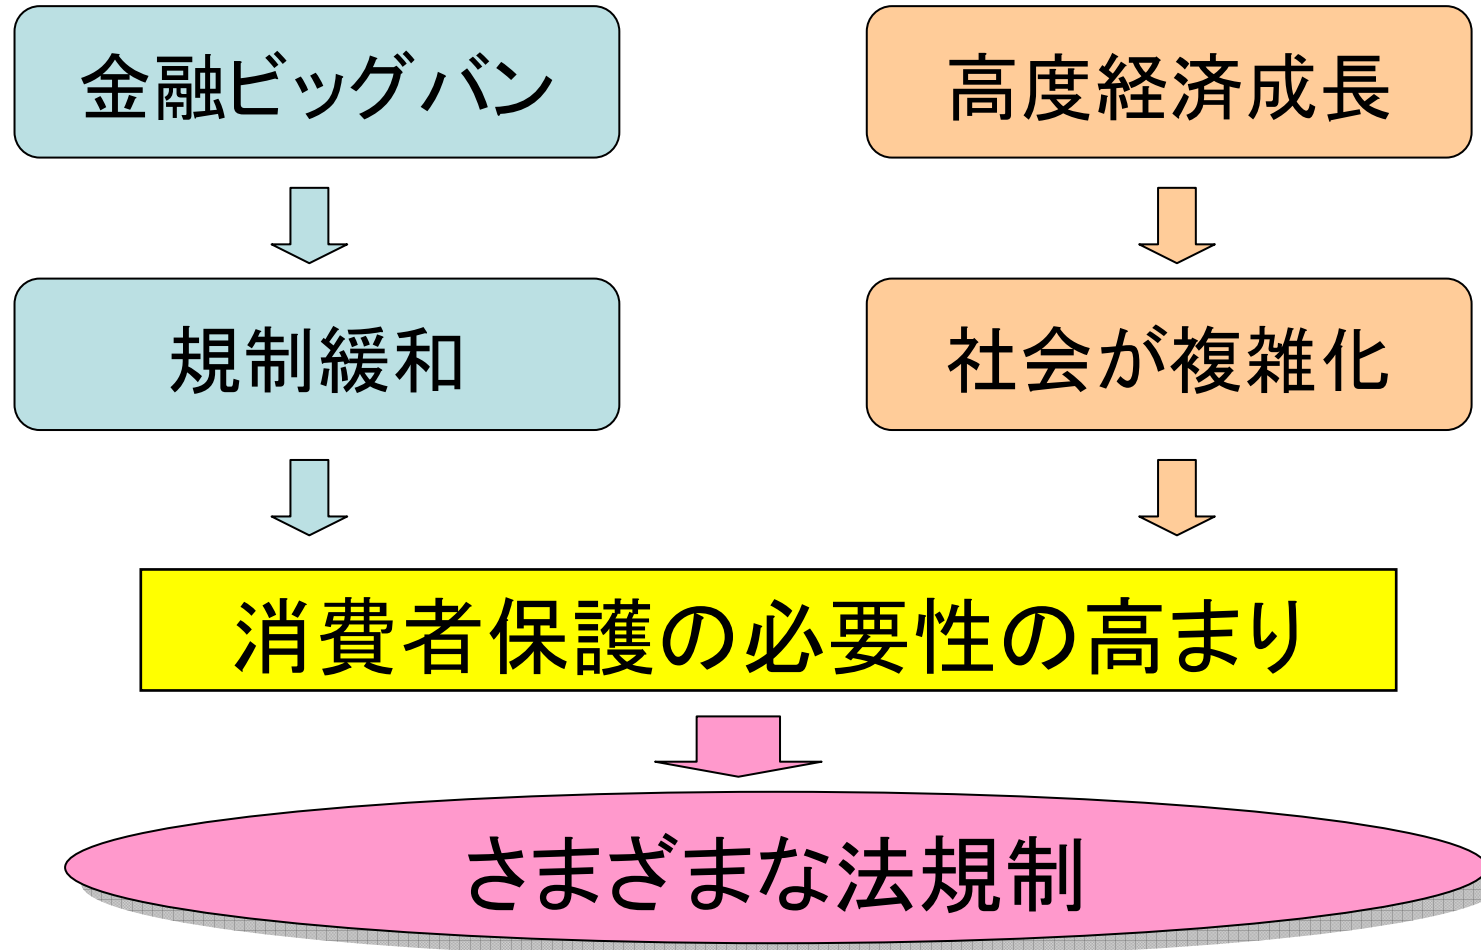 金融ビッグバン
高度経済成長
規制緩和
社会が複雑化
消費者保護の必要性の高まり
さまざまな法規制